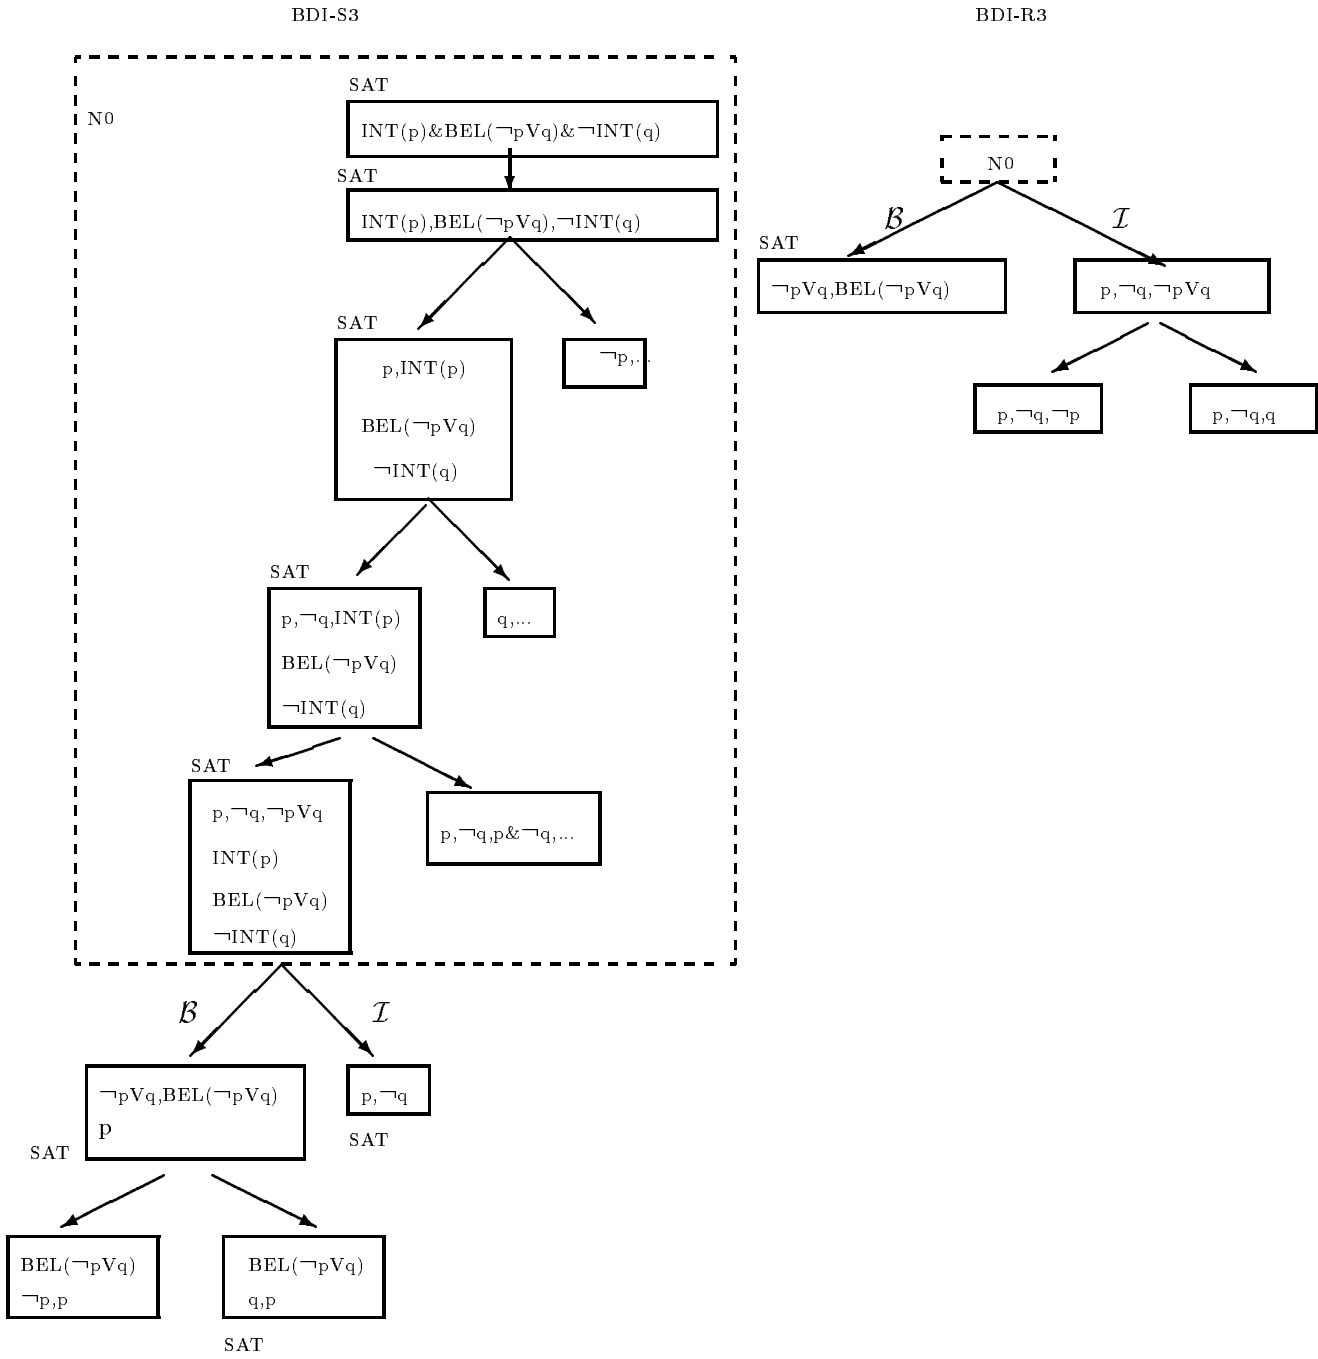 BDI-S3
BDI-R3
SAT
N0
INT(p)&BEL(¬pVq)&¬INT(q)
SAT
INT(p),BEL(¬pVq),¬INT(q)
SAT
p,INT(p)
BEL(¬pVq)
¬INT(q)
¬p,...
SAT
p,¬q,INT(p)
BEL(¬pVq)
¬INT(q)
q,...
SAT
p,¬q,¬pVq
INT(p)
BEL(¬pVq)
¬INT(q)
p,¬q,p&¬q,...
ℬ
ℐ
¬pVq,BEL(¬pVq)
p
SAT
p,¬q
SAT
BEL(¬pVq)
¬p,p
BEL(¬pVq)
q,p
SAT
N0
ℬ
ℐ
SAT
¬pVq,BEL(¬pVq)
p,¬q,¬pVq
p,¬q,¬p
p,¬q,q